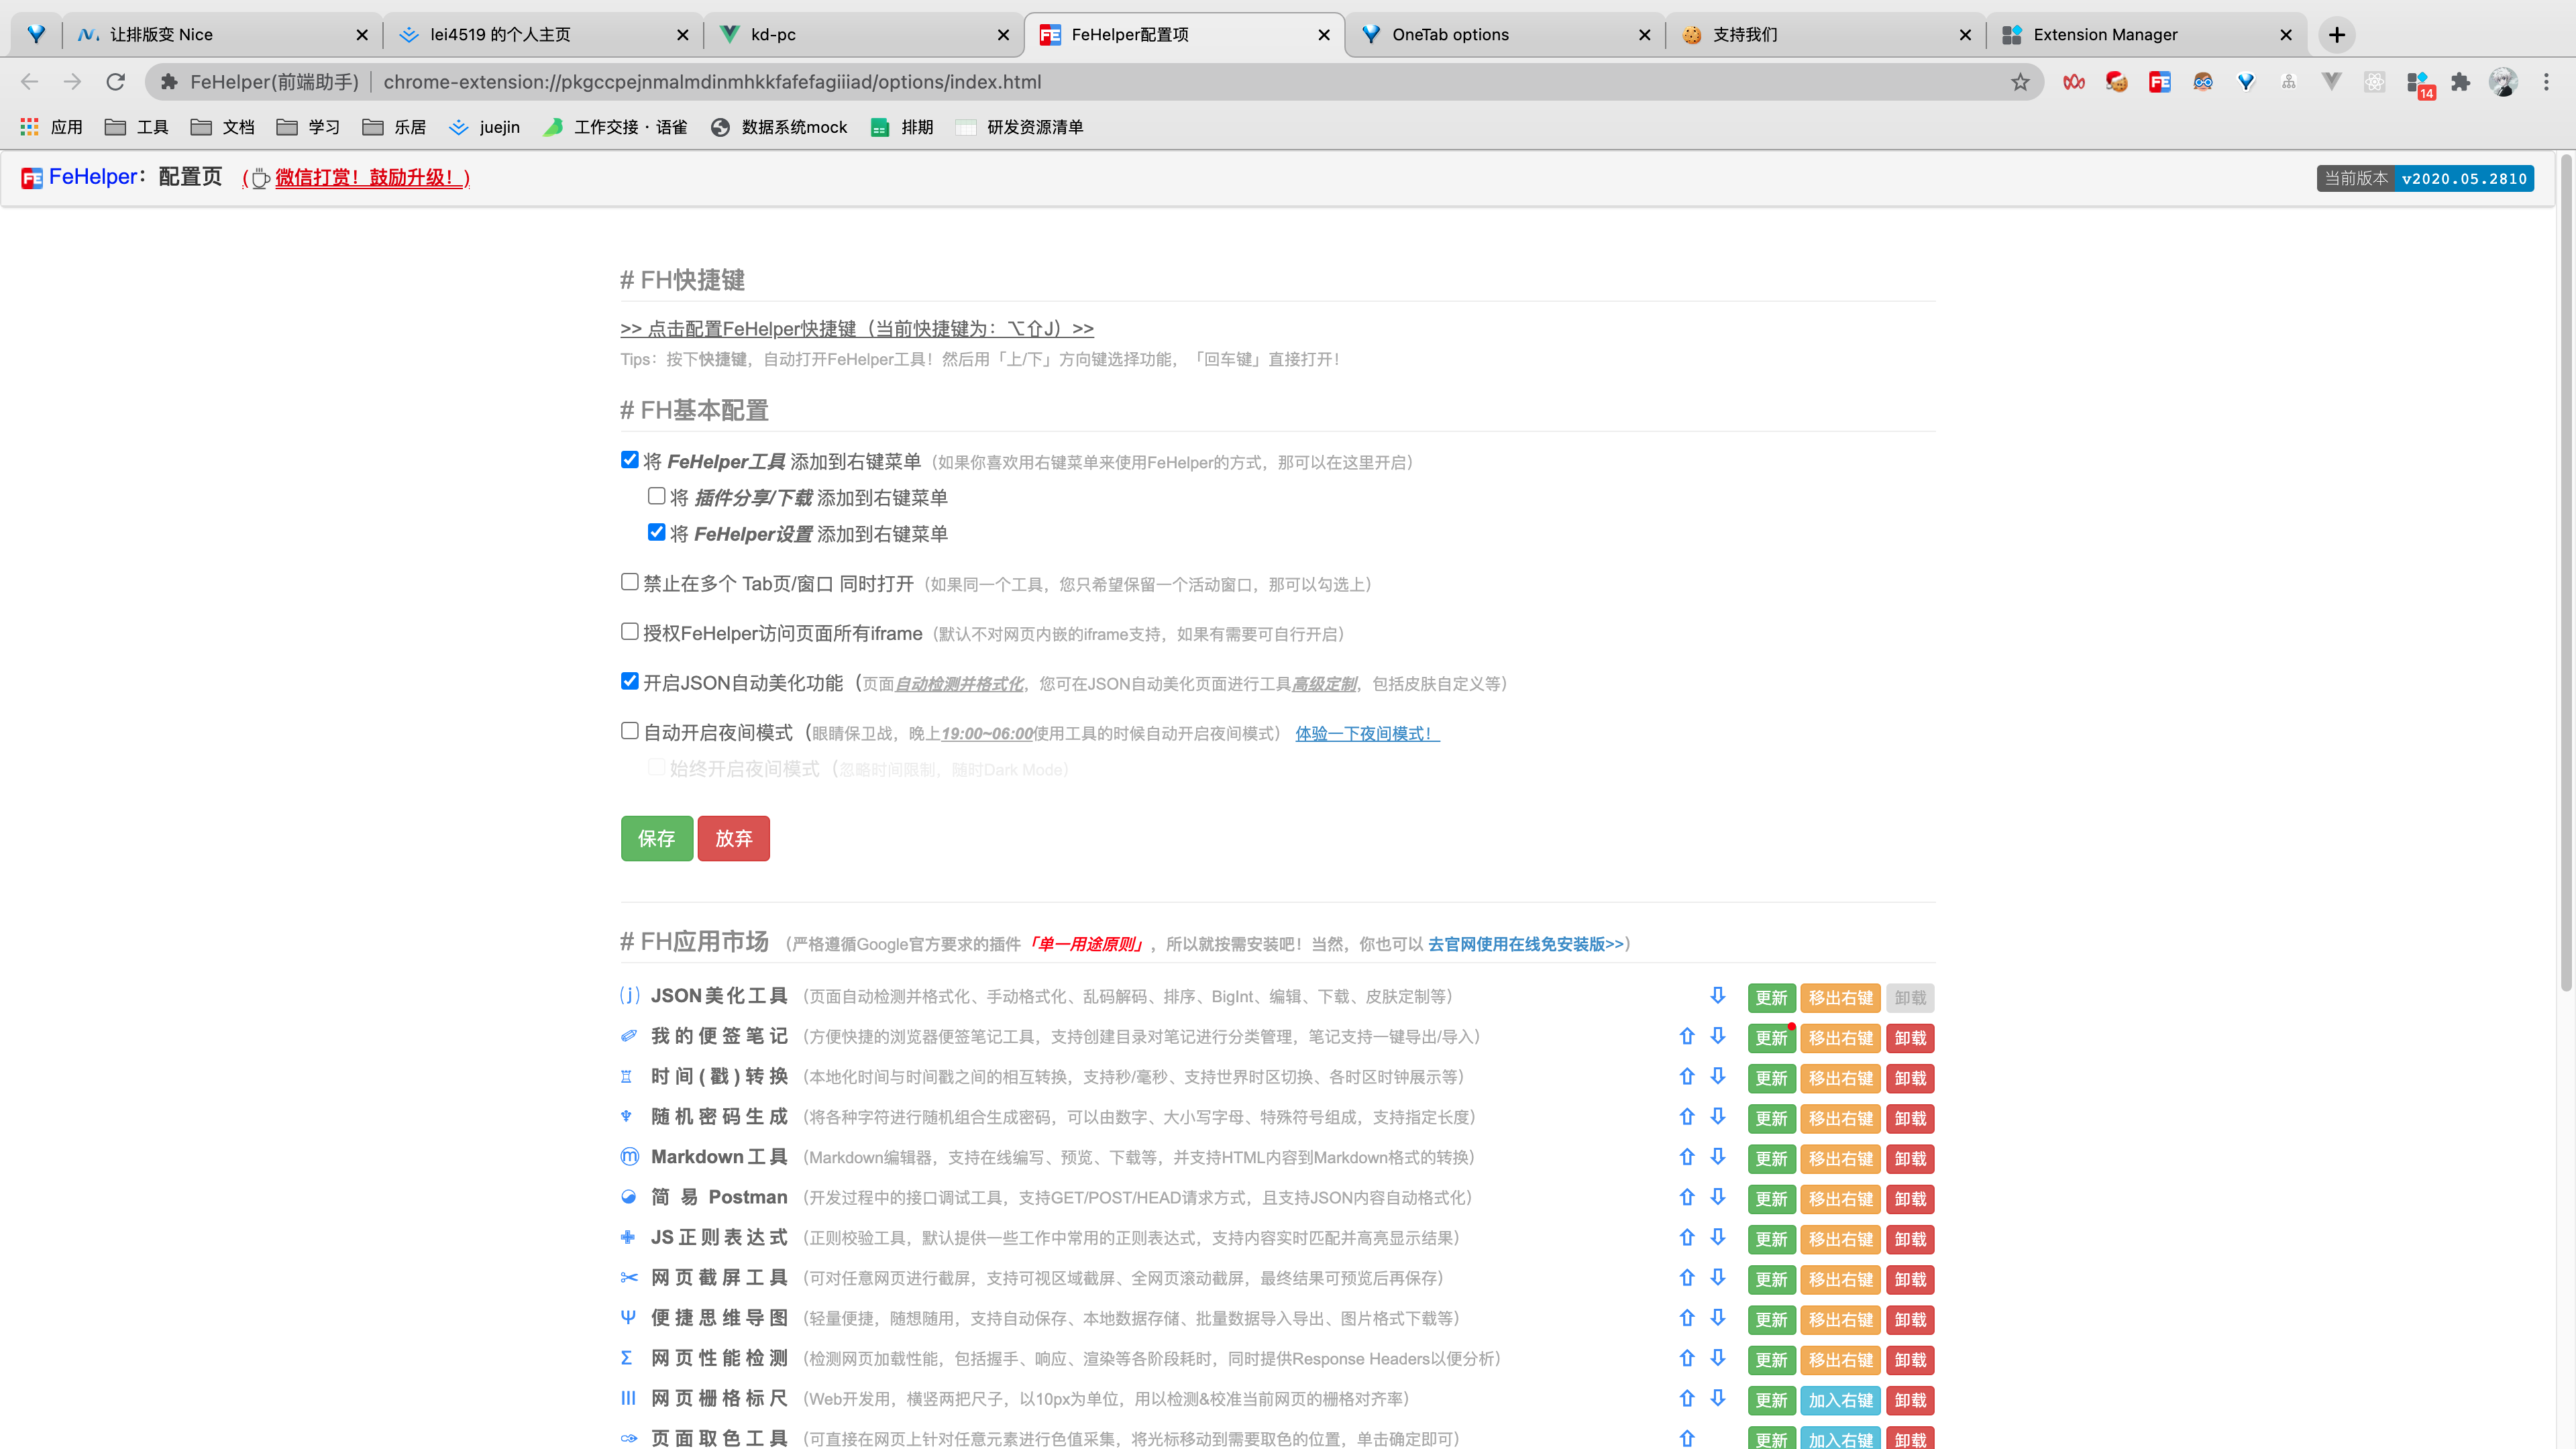 让排版变 Nice
lei4519 的个人主页
kd-pc
FeHelper配置项
OneTab options
支持我们
Extension Manager
FeHelper(前端助手) | chrome-extension://pkgccpejnmalmdinmhkkfafefagiiiad/options/index.html
14
应用 工具 文档 学习 乐居 juejin 工作交接 · 语雀 数据系统mock 排期 研发资源清单
FeHelper：配置页 (微信打赏！鼓励升级！)
当前版本 v2020.05.2810
# FH快捷键
>> 点击配置FeHelper快捷键（当前快捷键为：⌥⇧J）>>
Tips：按下快捷键，自动打开FeHelper工具！然后用「上/下」方向键选择功能，「回车键」直接打开！
# FH基本配置
将 FeHelper工具 添加到右键菜单（如果你喜欢用右键菜单来使用FeHelper的方式，那可以在这里开启）
将 插件分享/下载 添加到右键菜单
将 FeHelper设置 添加到右键菜单
禁止在多个 Tab页/窗口 同时打开（如果同一个工具，您只希望保留一个活动窗口，那可以勾选上）
授权FeHelper访问页面所有iframe（默认不对网页内嵌的iframe支持，如果有需要可自行开启）
开启JSON自动美化功能（页面自动检测并格式化，您可在JSON自动美化页面进行工具高级定制，包括皮肤自定义等）
自动开启夜间模式（眼睛保卫战，晚上19:00~06:00使用工具的时候自动开启夜间模式） 体验一下夜间模式！
始终开启夜间模式（忽略时间限制，随时Dark Mode）
保存 放弃
# FH应用市场 （严格遵循Google官方要求的插件「单一用途原则」，所以就按需安装吧！当然，你也可以 去官网使用在线免安装版>>）
(j) JSON美化工具 （页面自动检测并格式化、手动格式化、乱码解码、排序、BigInt、编辑、下载、皮肤定制等） ⇩ 更新 移出右键 卸载
✐ 我的便签笔记 （方便快捷的浏览器便签笔记工具，支持创建目录对笔记进行分类管理，笔记支持一键导出/导入） ⇧ ⇩ 更新 移出右键 卸载
♖ 时间(戳)转换 （本地化时间与时间戳之间的相互转换，支持秒/毫秒、支持世界时区切换、各时区时钟展示等） ⇧ ⇩ 更新 移出右键 卸载
♆ 随机密码生成 （将各种字符进行随机组合生成密码，可以由数字、大小写字母、特殊符号组成，支持指定长度） ⇧ ⇩ 更新 移出右键 卸载
ⓜ Markdown工具 （Markdown编辑器，支持在线编写、预览、下载等，并支持HTML内容到Markdown格式的转换） ⇧ ⇩ 更新 移出右键 卸载
简易 Postman （开发过程中的接口调试工具，支持GET/POST/HEAD请求方式，且支持JSON内容自动格式化） ⇧ ⇩ 更新 移出右键 卸载
✙ JS正则表达式 （正则校验工具，默认提供一些工作中常用的正则表达式，支持内容实时匹配并高亮显示结果） ⇧ ⇩ 更新 移出右键 卸载
✂ 网页截屏工具 （可对任意网页进行截屏，支持可视区域截屏、全网页滚动截屏，最终结果可预览后再保存） ⇧ ⇩ 更新 移出右键 卸载
Ψ 便捷思维导图 （轻量便捷，随想随用，支持自动保存、本地数据存储、批量数据导入导出、图片格式下载等） ⇧ ⇩ 更新 移出右键 卸载
Σ 网页性能检测 （检测网页加载性能，包括握手、响应、渲染等各阶段耗时，同时提供Response Headers以便分析） ⇧ ⇩ 更新 移出右键 卸载
Ⅲ 网页栅格标尺 （Web开发用，横竖两把尺子，以10px为单位，用以检测&校准当前网页的栅格对齐率） ⇧ ⇩ 更新 加入右键 卸载
✑ 页面取色工具 （可直接在网页上针对任意元素进行色值采集，将光标移动到需要取色的位置，单击确定即可） ⇧ 更新 加入右键 卸载